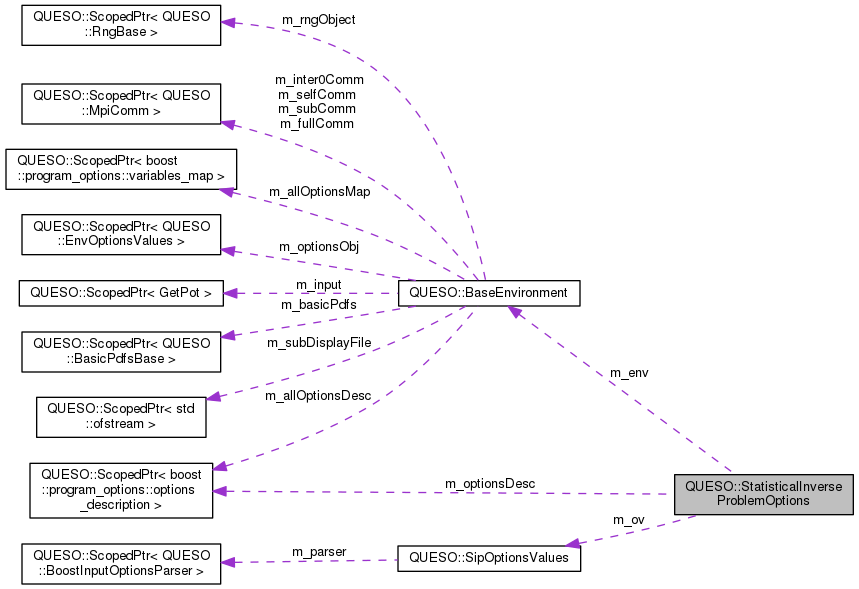 QUESO::ScopedPtr< QUESO
::RngBase >
m_rngObject
QUESO::ScopedPtr< QUESO
::MpiComm >
m_inter0Comm
m_selfComm
m_subComm
m_fullComm
QUESO::ScopedPtr< boost
::program_options::variables_map >
m_allOptionsMap
QUESO::ScopedPtr< QUESO
::EnvOptionsValues >
m_optionsObj
QUESO::ScopedPtr< GetPot >
m_input
QUESO::BaseEnvironment
m_basicPdfs
QUESO::ScopedPtr< QUESO
::BasicPdfsBase >
m_subDisplayFile
QUESO::ScopedPtr< std
::ofstream >
m_allOptionsDesc
m_env
QUESO::ScopedPtr< boost
::program_options::options
_description >
m_optionsDesc
QUESO::StatisticalInverse
ProblemOptions
m_ov
QUESO::ScopedPtr< QUESO
::BoostInputOptionsParser >
m_parser
QUESO::SipOptionsValues